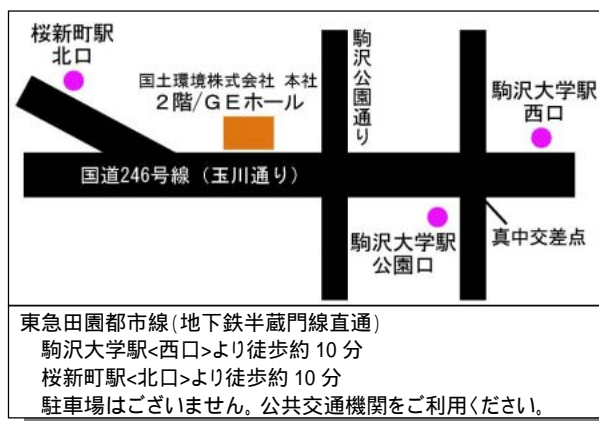 桜新町駅
北口
国土環境株式会社 本社
2階/GEホール
駒沢公園通り
駒沢大学駅
西口
国道246号線（玉川通り）
駒沢大学駅
公園口
真中交差点
東急田園都市線(地下鉄半蔵門線直通)
駒沢大学駅<西口>より徒歩約 10 分
桜新町駅<北口>より徒歩約 10 分
駐車場はございません。公共交通機関をご利用ください。